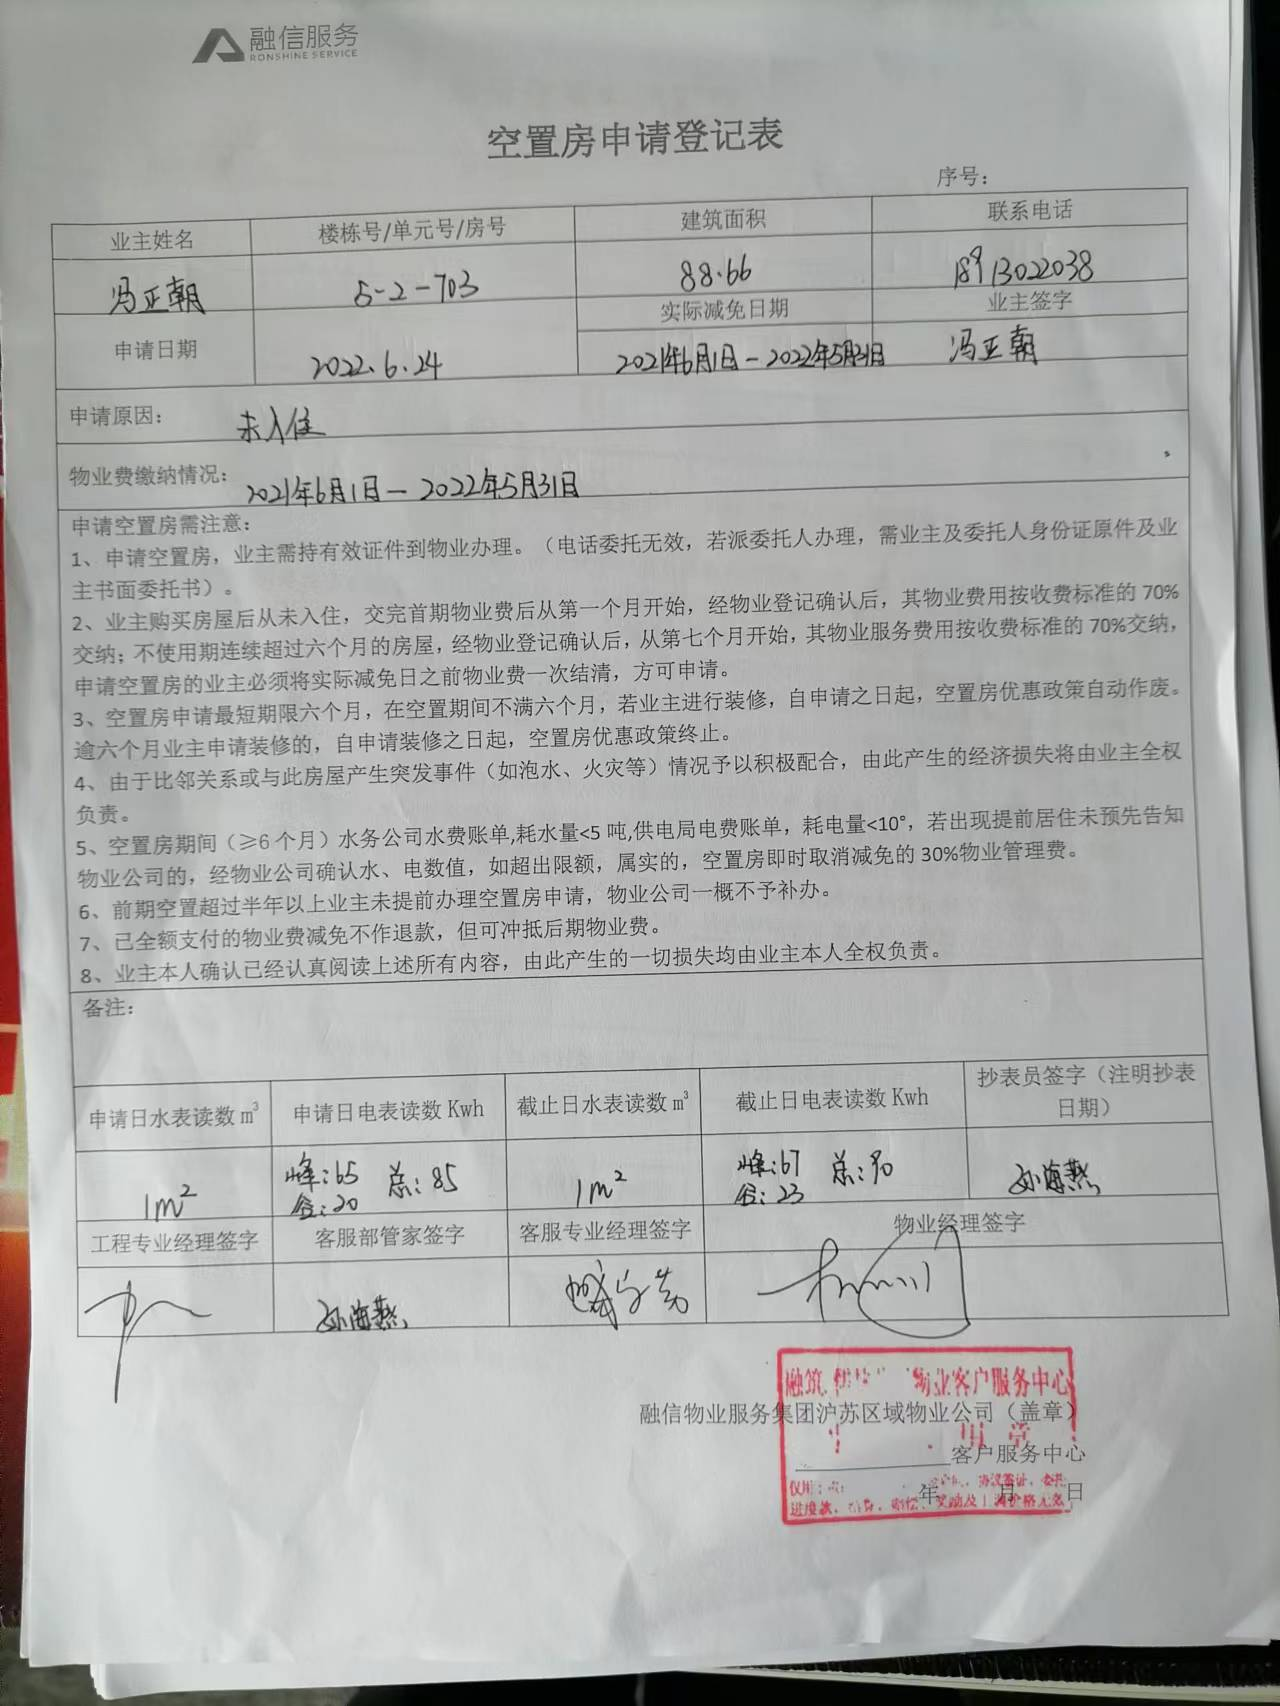 融信服务
RONSHINE SERVICE
空置房申请登记表
序号：
业主姓名 楼栋号/单元号/房号 建筑面积 联系电话
冯正朝 5-2-703 88.66 18913022038
申请日期 2022.6.24 实际减免日期 业主签字
2021年6月1日－2022年5月31日 冯正朝
申请原因： 未入住
物业费缴纳情况： 2021年6月1日－2022年5月31日
申请空置房需注意：
1、申请空置房，业主需持有效证件到物业办理。（电话委托无效，若派委托人办理，需业主及委托人身份证原件及业
主书面委托书）。
2、业主购买房屋后从未入住，交完首期物业费后从第一个月开始，经物业登记确认后，其物业费用按收费标准的 70%
交纳；不使用期连续超过六个月的房屋，经物业登记确认后，从第七个月开始，其物业服务费用按收费标准的 70%交纳，
申请空置房的业主必须将实际减免日之前物业费一次结清，方可申请。
3、空置房申请最短期限六个月，在空置期间不满六个月，若业主进行装修，自申请之日起，空置房优惠政策自动作废。
逾六个月业主申请装修的，自申请装修之日起，空置房优惠政策终止。
4、由于比邻关系或与此房屋产生突发事件（如泡水、火灾等）情况予以积极配合，由此产生的经济损失将由业主全权
负责。
5、空置房期间（≥6 个月）水务公司水费账单,耗水量<5 吨,供电局电费账单，耗电量<10°，若出现提前居住未预先告知
物业公司的，经物业公司确认水、电数值，如超出限额，属实的，空置房即时取消减免的 30%物业管理费。
6、前期空置超过半年以上业主未提前办理空置房申请，物业公司一概不予补办。
7、已全额支付的物业费减免不作退款，但可冲抵后期物业费。
8、业主本人确认已经认真阅读上述所有内容，由此产生的一切损失均由业主本人全权负责。
备注：
申请日水表读数 m³ 申请日电表读数 Kwh 截止日水表读数 m³ 截止日电表读数 Kwh 抄表员签字（注明抄表
日期）
1m² 峰：65 总：85 1m² 峰：67 总：90 孙海燕
谷：20 谷：23
工程专业经理签字 客服部管家签字 客服专业经理签字 物业经理签字
孙海燕
融筑 物业客户服务中心
融信物业服务集团沪苏区域物业公司（盖章）
客户服务中心
年 月 日